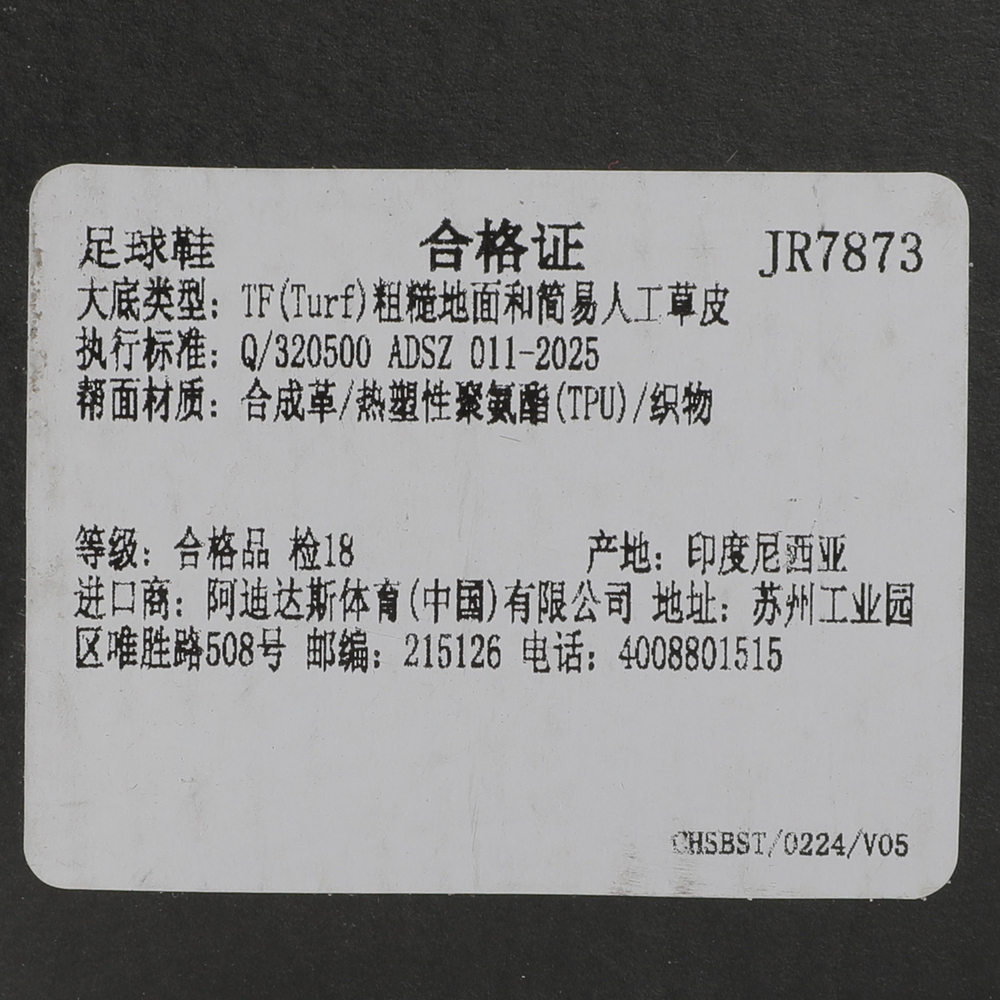 足球鞋 合格证 JR7873
大底类型：TF(Turf)粗糙地面和简易人工草皮
执行标准：Q/320500 ADSZ 011-2025
帮面材质：合成革/热塑性聚氨酯(TPU)/织物
等级：合格品 检18 产地：印度尼西亚
进口商：阿迪达斯体育(中国)有限公司 地址：苏州工业园
区唯胜路508号 邮编：215126 电话：4008801515
CHSBST/0224/V05